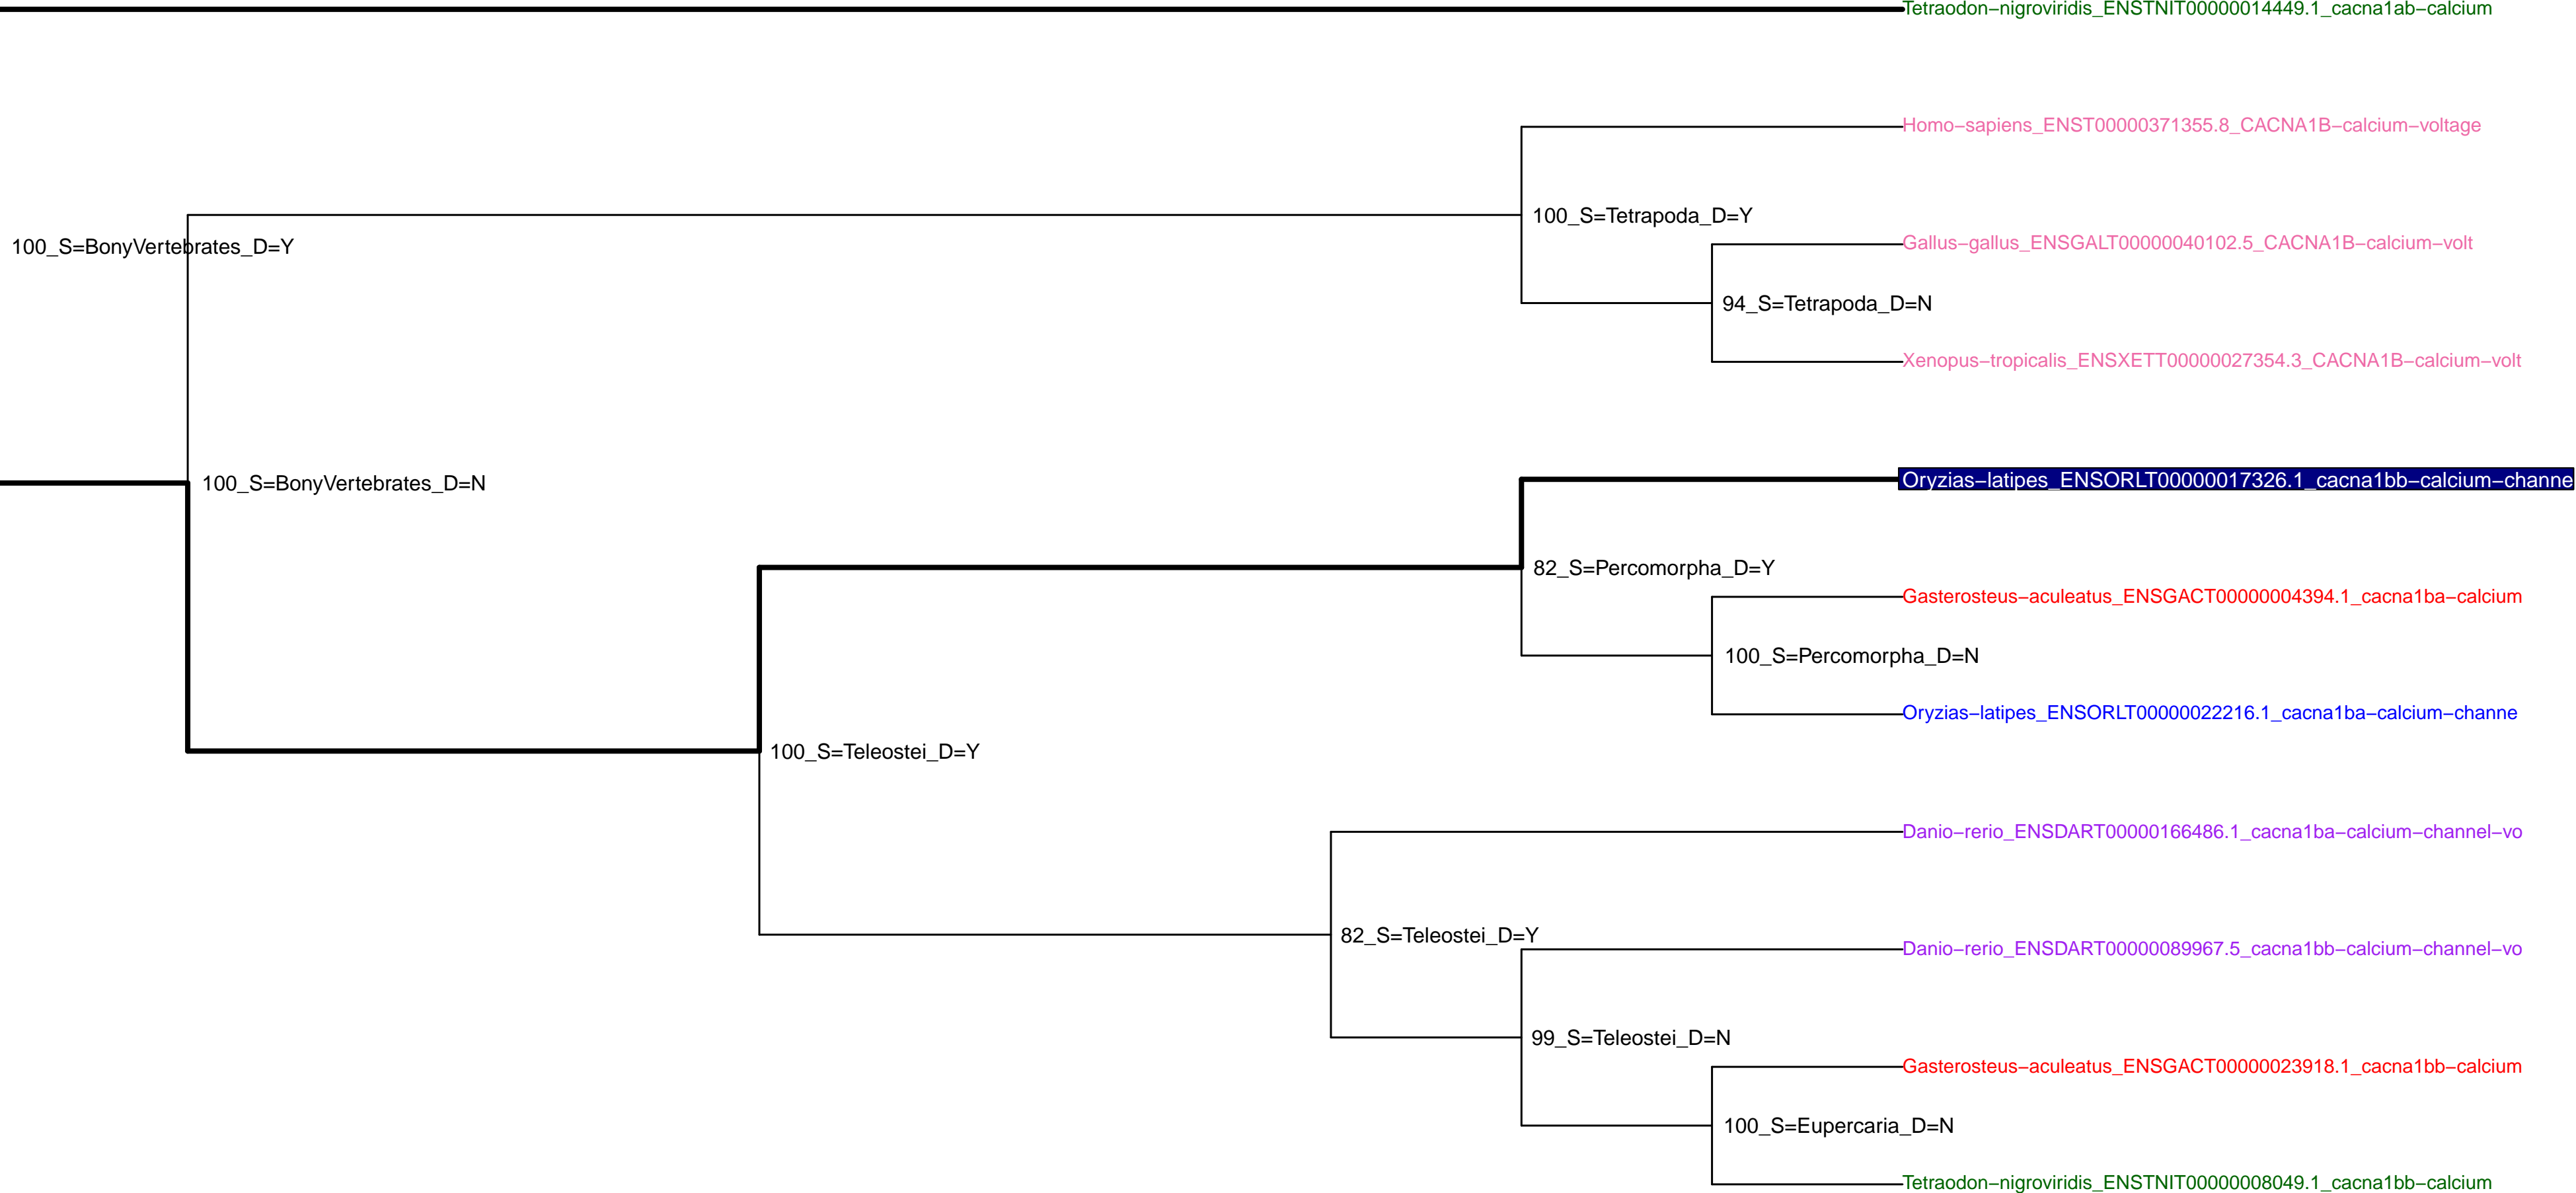 Tetraodon−nigroviridis_ENSTNIT00000014449.1_cacna1ab−calcium
Homo−sapiens_ENST00000371355.8_CACNA1B−calcium−voltage
100_S=Tetrapoda_D=Y
100_S=BonyVertebrates_D=Y
Gallus−gallus_ENSGALT00000040102.5_CACNA1B−calcium−volt
94_S=Tetrapoda_D=N
Xenopus−tropicalis_ENSXETT00000027354.3_CACNA1B−calcium−volt
100_S=BonyVertebrates_D=N
Oryzias−latipes_ENSORLT00000017326.1_cacna1bb−calcium−channe
82_S=Percomorpha_D=Y
Gasterosteus−aculeatus_ENSGACT00000004394.1_cacna1ba−calcium
100_S=Percomorpha_D=N
Oryzias−latipes_ENSORLT00000022216.1_cacna1ba−calcium−channe
100_S=Teleostei_D=Y
Danio−rerio_ENSDART00000166486.1_cacna1ba−calcium−channel−vo
82_S=Teleostei_D=Y
Danio−rerio_ENSDART00000089967.5_cacna1bb−calcium−channel−vo
99_S=Teleostei_D=N
Gasterosteus−aculeatus_ENSGACT00000023918.1_cacna1bb−calcium
100_S=Eupercaria_D=N
Tetraodon−nigroviridis_ENSTNIT00000008049.1_cacna1bb−calcium